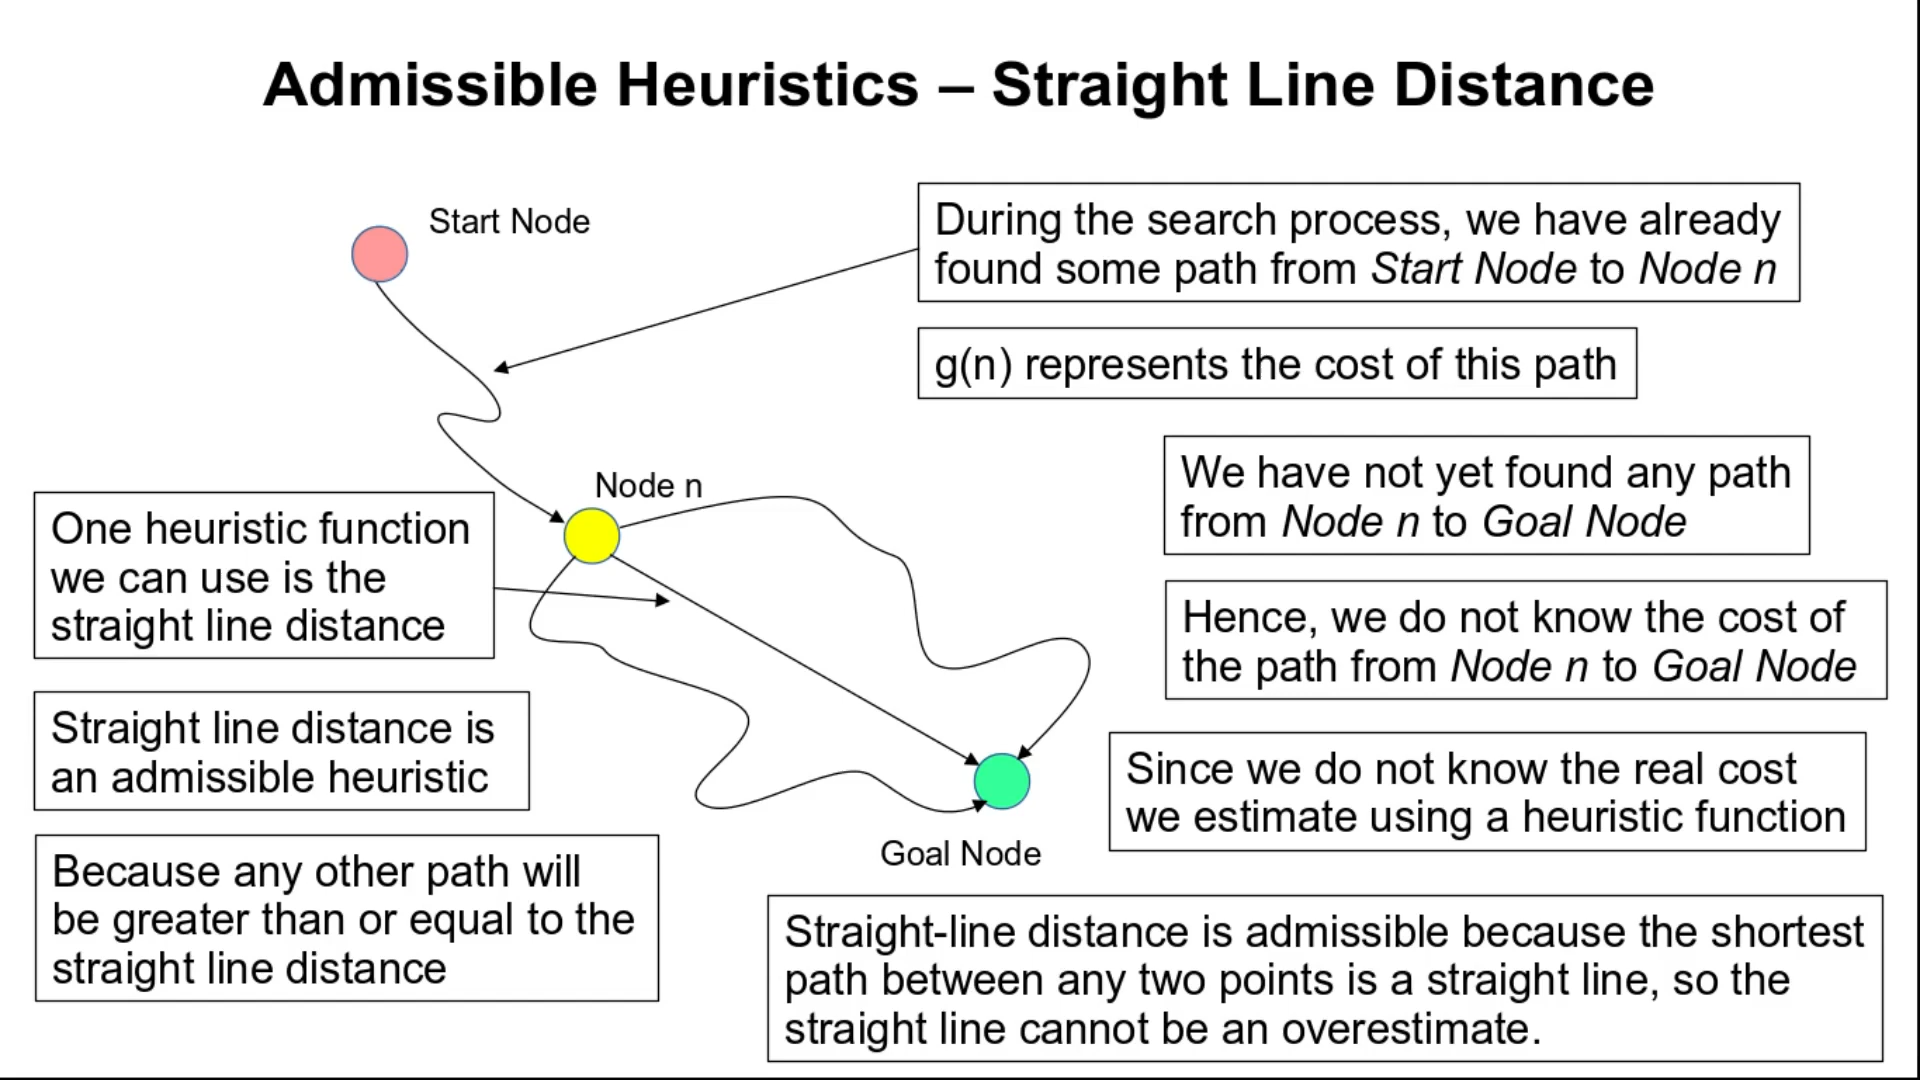 Admissible Heuristics – Straight Line Distance
Start Node
During the search process, we have already
found some path from Start Node to Node n
g(n) represents the cost of this path
We have not yet found any path
from Node n to Goal Node
Node n
One heuristic function
we can use is the
straight line distance
Hence, we do not know the cost of
the path from Node n to Goal Node
Straight line distance is
an admissible heuristic
Since we do not know the real cost
we estimate using a heuristic function
Goal Node
Because any other path will
be greater than or equal to the
straight line distance
Straight-line distance is admissible because the shortest
path between any two points is a straight line, so the
straight line cannot be an overestimate.